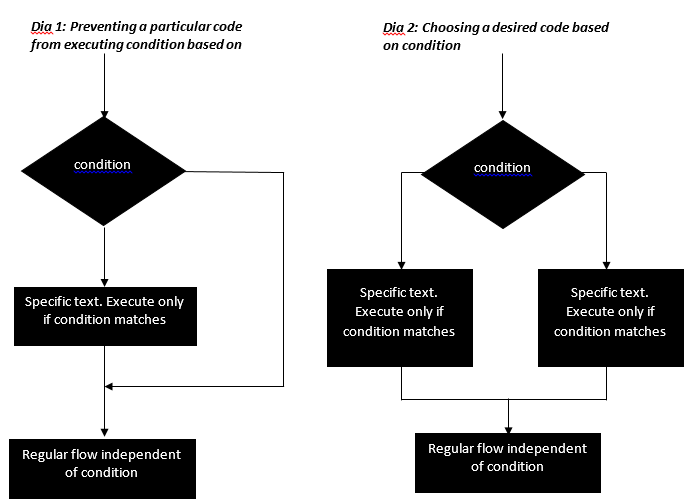 Dia 1: Preventing a particular code
from executing condition based on
condition
Specific text. Execute only
if condition matches
Regular flow independent
of condition
Dia 2: Choosing a desired code based
on condition
condition
Specific text.
Execute only if
condition matches
Specific text.
Execute only if
condition matches
Regular flow independent
of condition